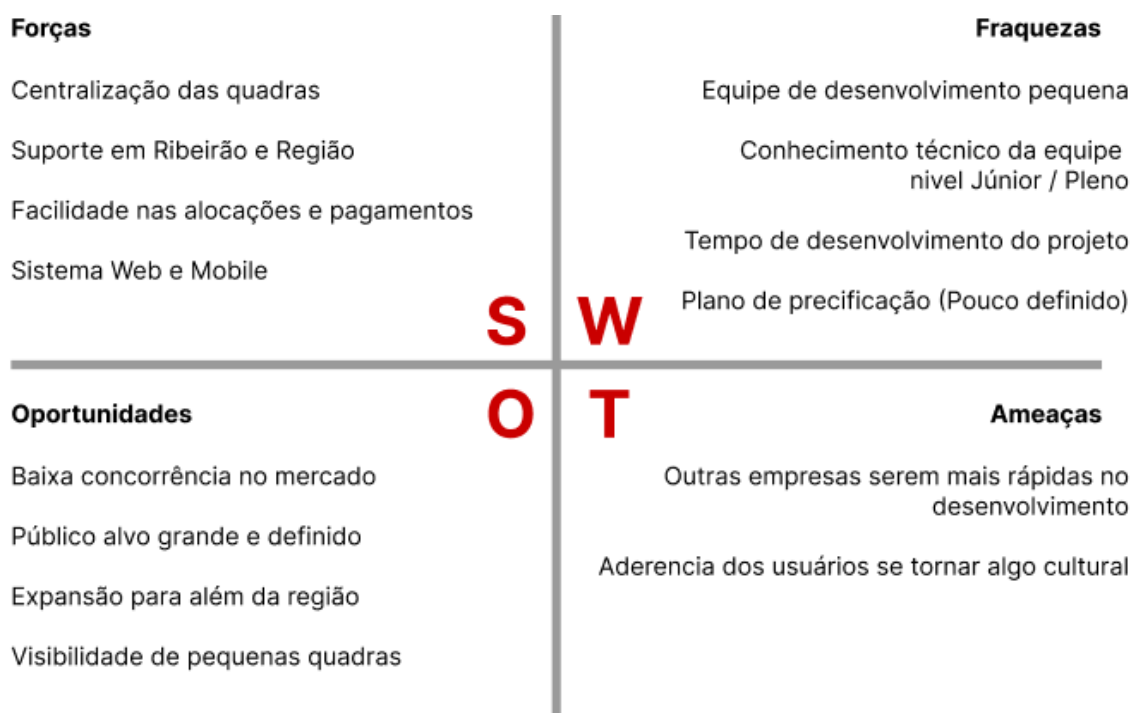 Forças
Centralização das quadras
Suporte em Ribeirão e Região
Facilidade nas alocações e pagamentos
Sistema Web e Mobile
S
Fraquezas
Equipe de desenvolvimento pequena
Conhecimento técnico da equipe
nivel Júnior / Pleno
Tempo de desenvolvimento do projeto
Plano de precificação (Pouco definido)
W
Oportunidades
O
Baixa concorrência no mercado
Público alvo grande e definido
Expansão para além da região
Visibilidade de pequenas quadras
T
Ameaças
Outras empresas serem mais rápidas no
desenvolvimento
Aderencia dos usuários se tornar algo cultural